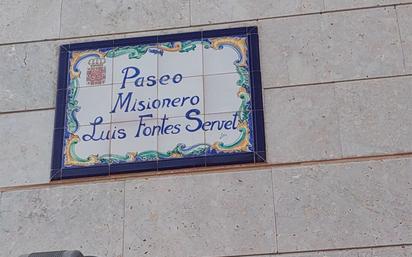 Paseo
Misionero
Luis Fontes Servet